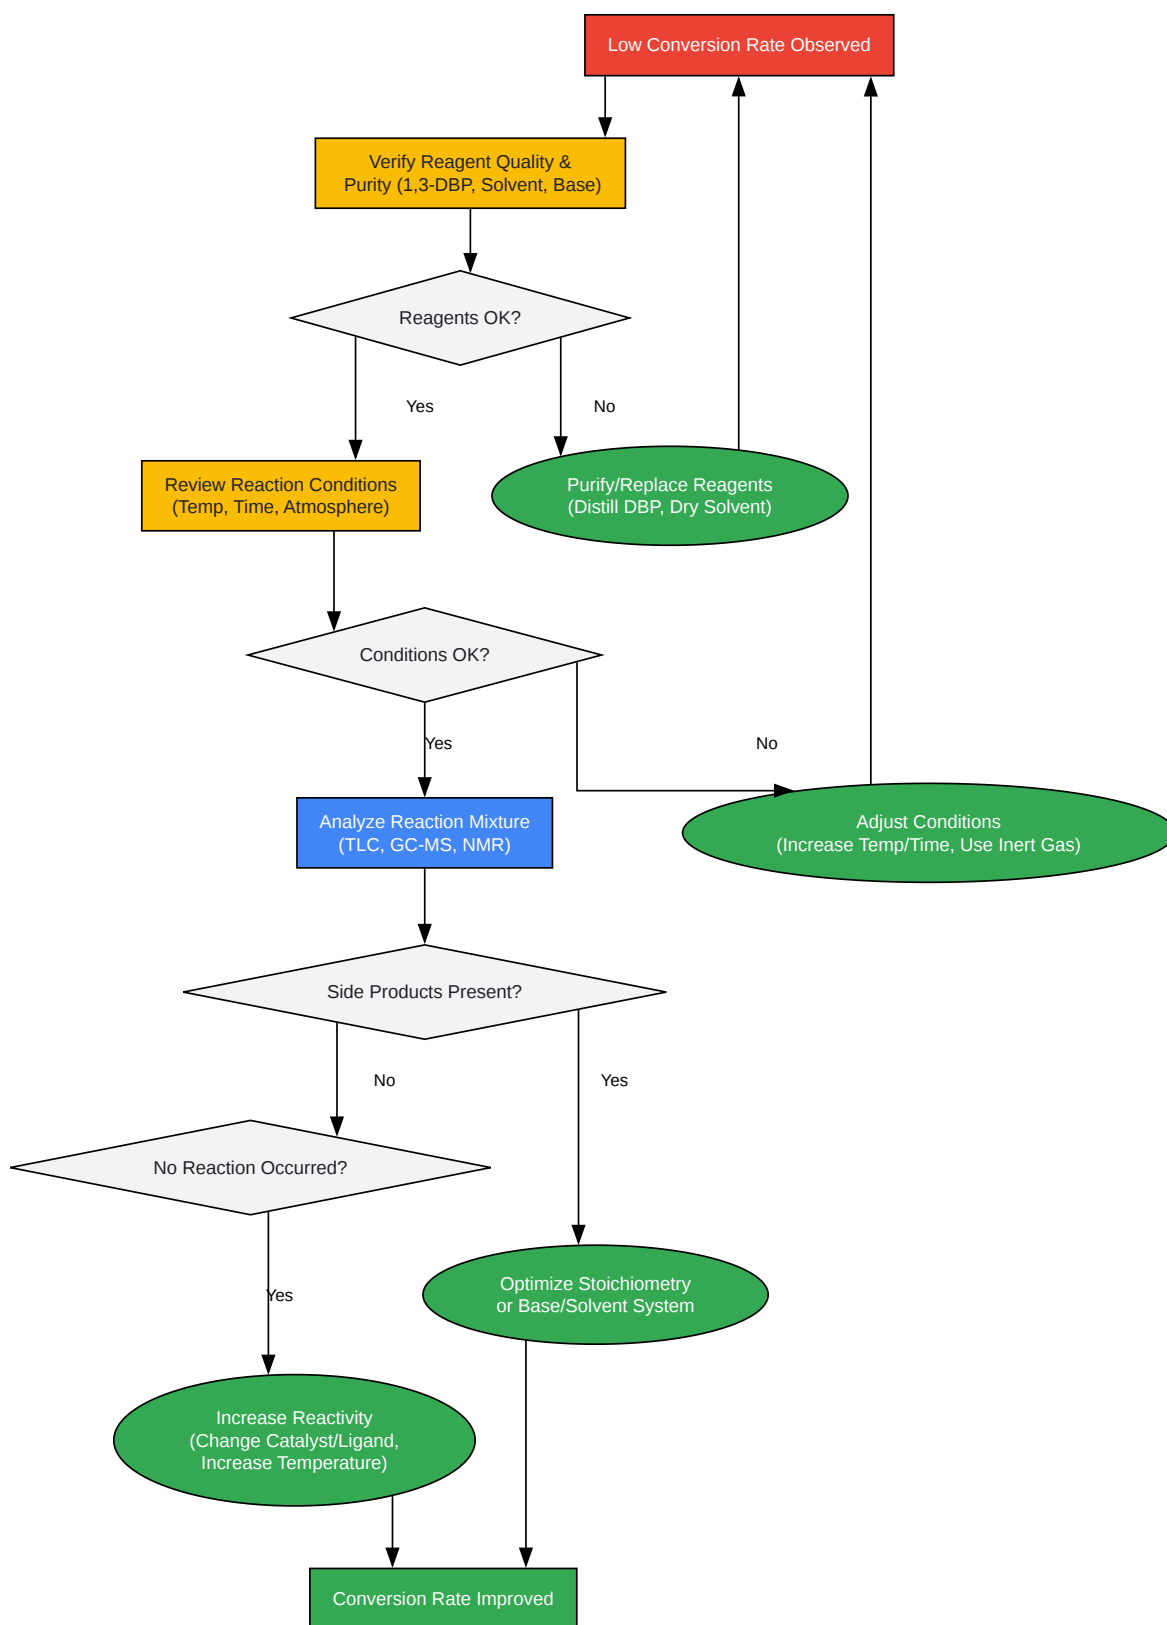 Low Conversion Rate Observed
Verify Reagent Quality &
Purity (1,3-DBP, Solvent, Base)
Reagents OK?
Yes
No
Review Reaction Conditions
(Temp, Time, Atmosphere)
Purify/Replace Reagents
(Distill DBP, Dry Solvent)
Conditions OK?
Yes
No
Analyze Reaction Mixture
(TLC, GC-MS, NMR)
Adjust Conditions
(Increase Temp/Time, Use Inert Gas)
Side Products Present?
No
Yes
No Reaction Occurred?
Yes
Optimize Stoichiometry
or Base/Solvent System
Increase Reactivity
(Change Catalyst/Ligand,
Increase Temperature)
Conversion Rate Improved